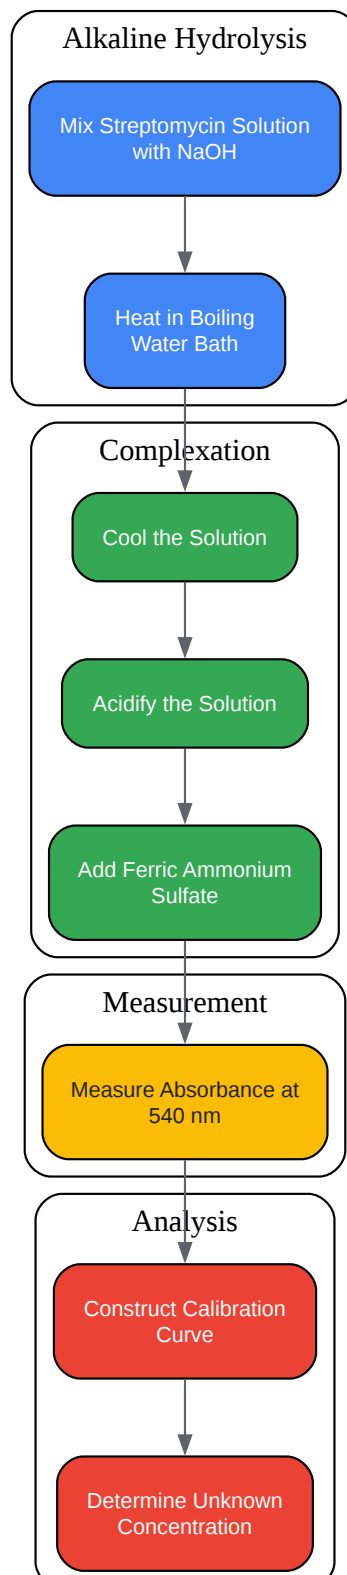 Alkaline Hydrolysis
Mix Streptomycin Solution
with NaOH
Heat in Boiling
Water Bath
Complexation
Cool the Solution
Acidify the Solution
Add Ferric Ammonium
Sulfate
Measurement
Measure Absorbance at
540 nm
Analysis
Construct Calibration
Curve
Determine Unknown
Concentration